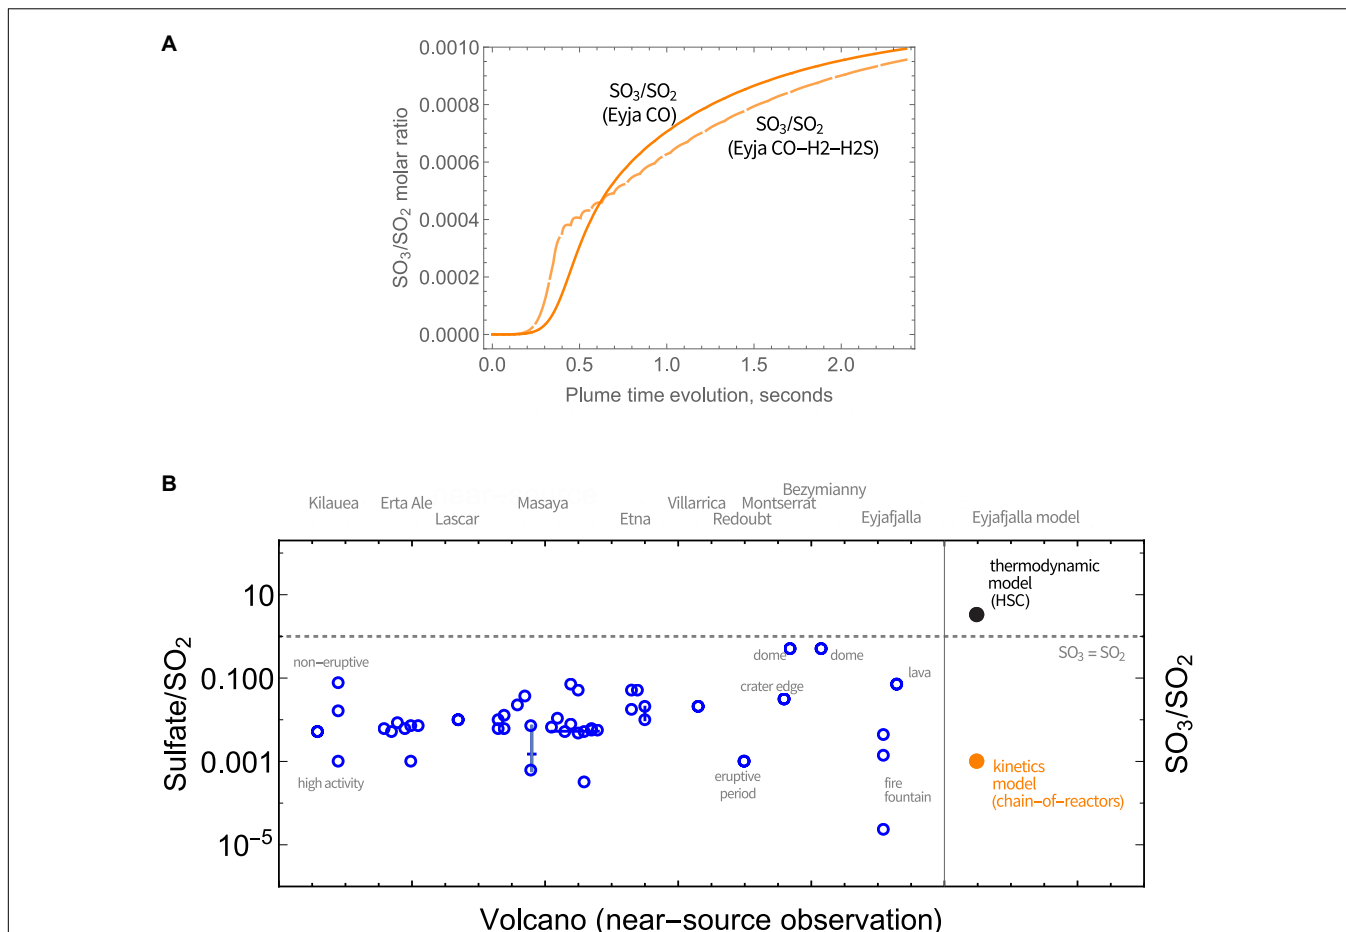 A
0.0010
0.0008
0.0006
0.0004
0.0002
0.0000
SO3/SO2 molar ratio
SO3/SO2
(Eyja CO)
SO3/SO2
(Eyja CO−H2−H2S)
0.0
0.5
1.0
1.5
2.0
Plume time evolution, seconds
B
Kilauea
Erta Ale
Lascar
Masaya
Etna
Villarrica
Redoubt
Montserrat
Bezymianny
Eyjafjalla
Eyjafjalla model
10
0.100
0.001
10−5
Sulfate/SO2
SO3/SO2
non−eruptive
high activity
dome
dome
crater edge
eruptive
period
lava
fire
fountain
thermodynamic
model
(HSC)
SO3 = SO2
kinetics
model
(chain−of−reactors)
Volcano (near−source observation)